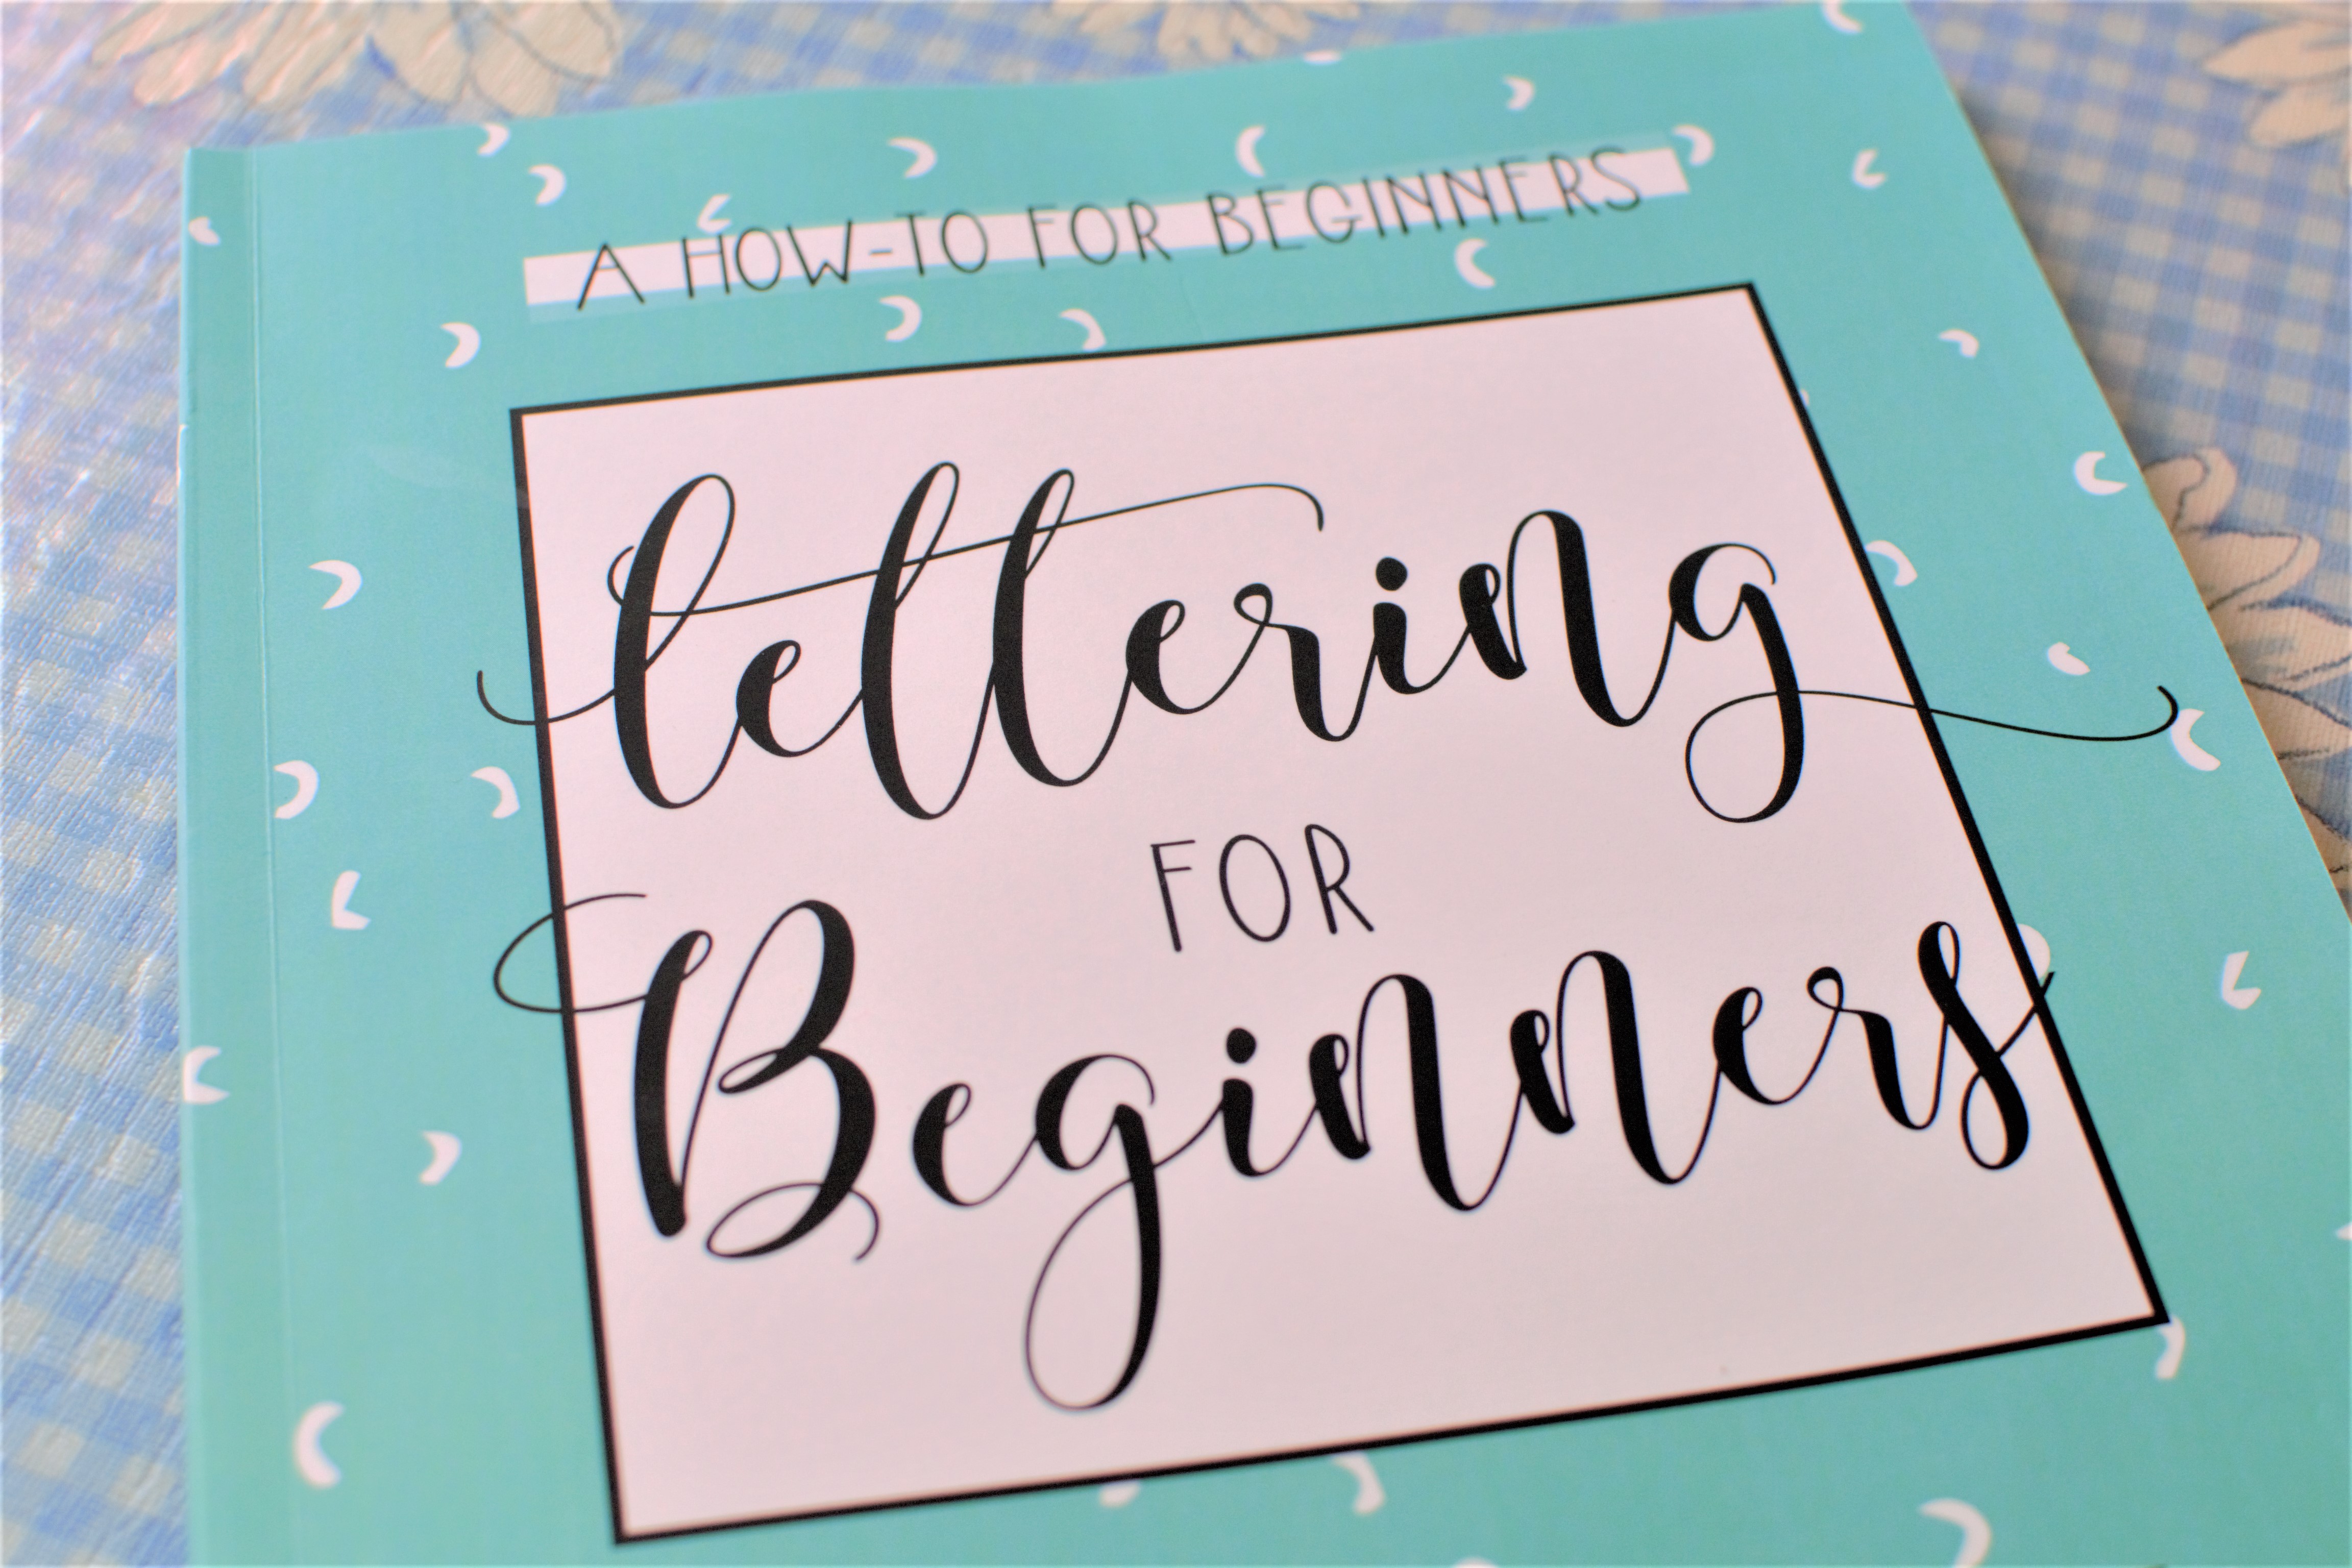 A HOW-TO FOR BEGINNERS
lettering
FOR
Beginners